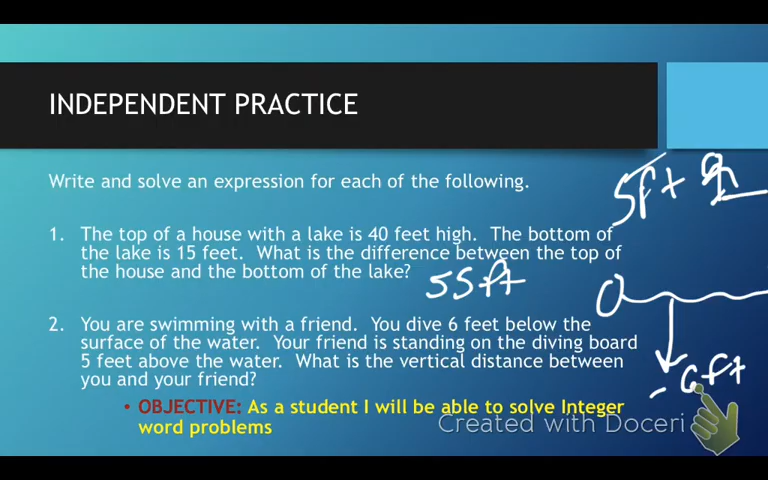 INDEPENDENT PRACTICE
Write and solve an expression for each of the following.
1. The top of a house with a lake is 40 feet high. The bottom of
the lake is 15 feet. What is the difference between the top of
the house and the bottom of the lake?
55ft
2. You are swimming with a friend. You dive 6 feet below the
surface of the water. Your friend is standing on the diving board
5 feet above the water. What is the vertical distance between
you and your friend?
5ft
0
-6ft
• OBJECTIVE: As a student I will be able to solve Integer
word problems
Created with Doceri